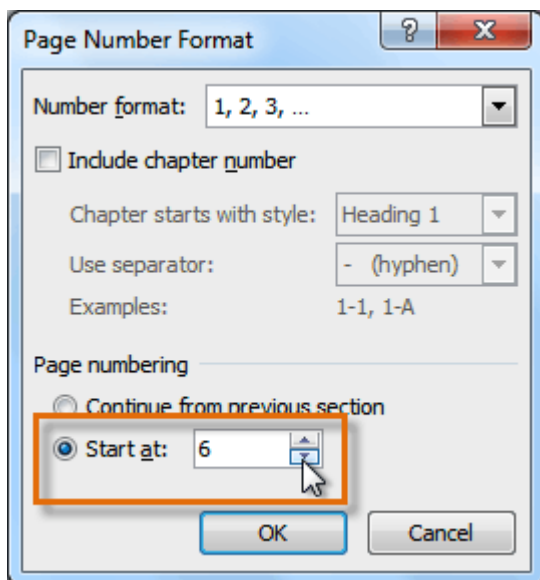 Page Number Format
Number format: 1, 2, 3, ...
Include chapter number
Chapter starts with style: Heading 1
Use separator: - (hyphen)
Examples: 1-1, 1-A
Page numbering
Continue from previous section
Start at: 6
OK Cancel